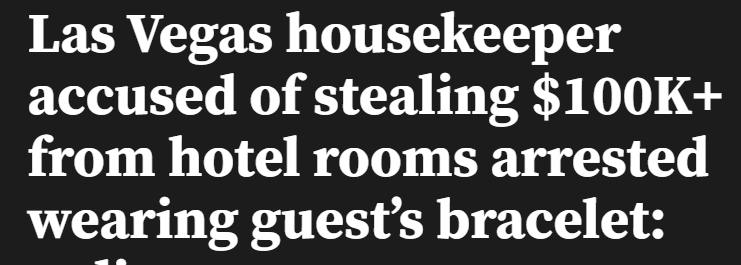 Las Vegas housekeeper
accused of stealing $100K+
from hotel rooms arrested
wearing guest’s bracelet: